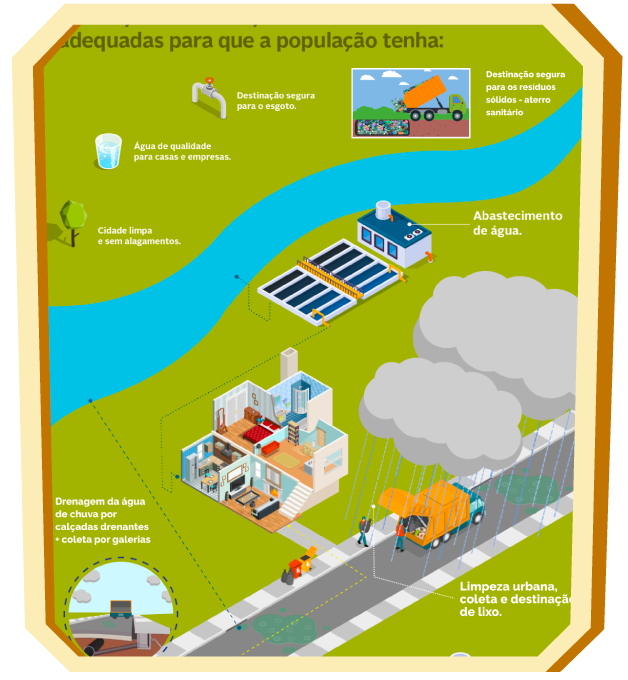 adequadas para que a população tenha:
Destinação segura
para o esgoto.
Destinação segura
para os resíduos
sólidos - aterro
sanitário
Água de qualidade
para casas e empresas.
Cidade limpa
e sem alagamentos.
Abastecimento
de água.
Drenagem da água
de chuva por
calçadas drenantes
+ coleta por galerias
Limpeza urbana,
coleta e destinação
de lixo.